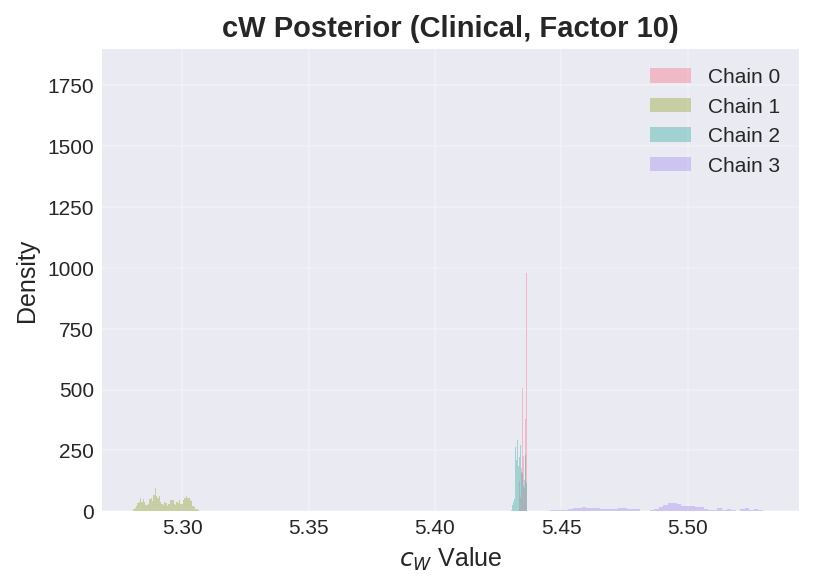 cW Posterior (Clinical, Factor 10)
1750
1500
1250
1000
750
500
250
0
Density
Chain 0
Chain 1
Chain 2
Chain 3
5.30 5.35 5.40 5.45 5.50
c_W Value